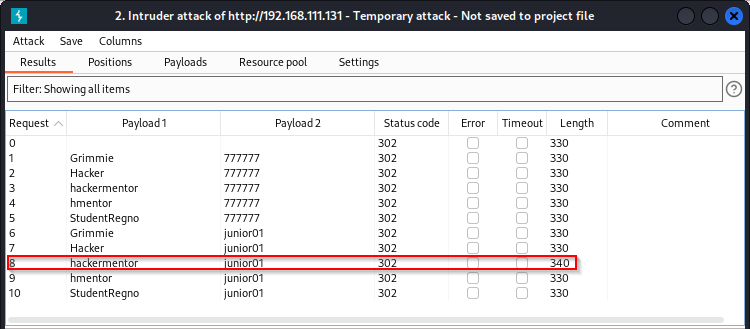 2. Intruder attack of http://192.168.111.131 - Temporary attack - Not saved to project file
Attack Save Columns
Results Positions Payloads Resource pool Settings
Filter: Showing all items ?
Request Payload 1 Payload 2 Status code Error Timeout Length Comment
0 302 330
1 Grimmie 777777 302 330
2 Hacker 777777 302 330
3 hackermentor 777777 302 330
4 hmentor 777777 302 330
5 StudentRegno 777777 302 330
6 Grimmie junior01 302 330
7 Hacker junior01 302 330
8 hackermentor junior01 302 340
9 hmentor junior01 302 330
10 StudentRegno junior01 302 330